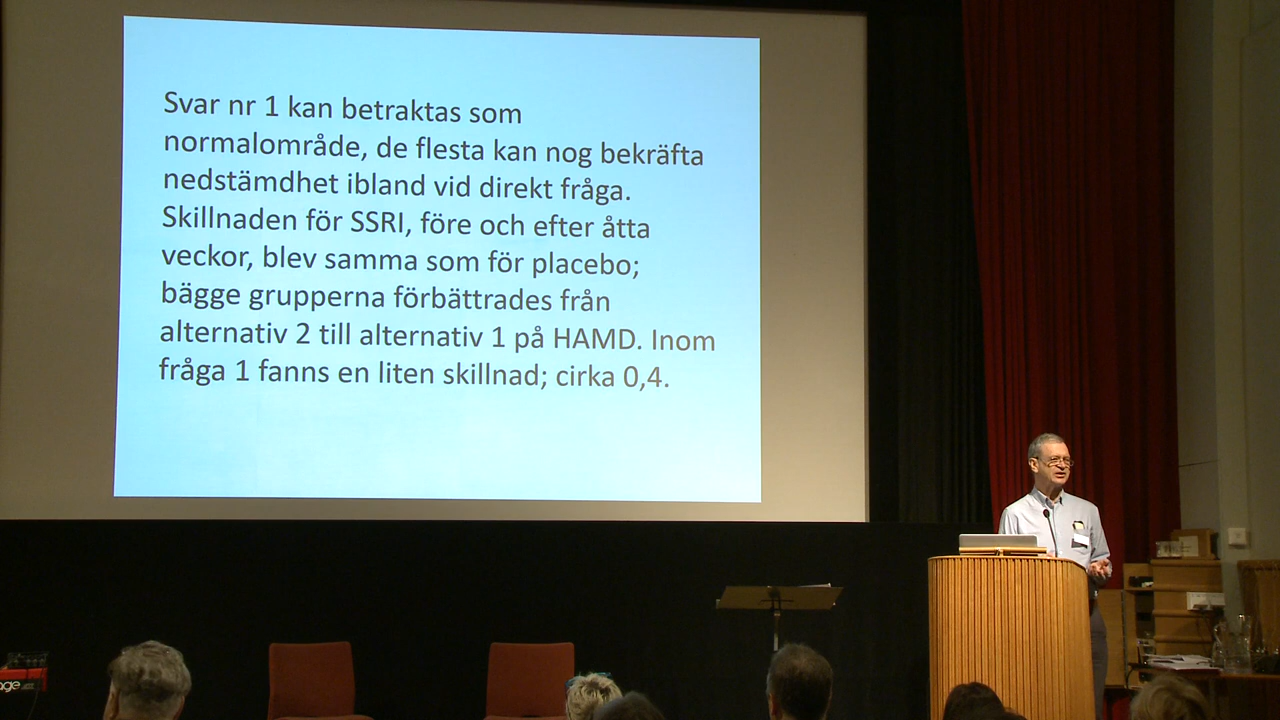 Svar nr 1 kan betraktas som
normalområde, de flesta kan nog bekräfta
nedstämdhet ibland vid direkt fråga.
Skillnaden för SSRI, före och efter åtta
veckor, blev samma som för placebo;
bägge grupperna förbättrades från
alternativ 2 till alternativ 1 på HAMD. Inom
fråga 1 fanns en liten skillnad; cirka 0,4.
age